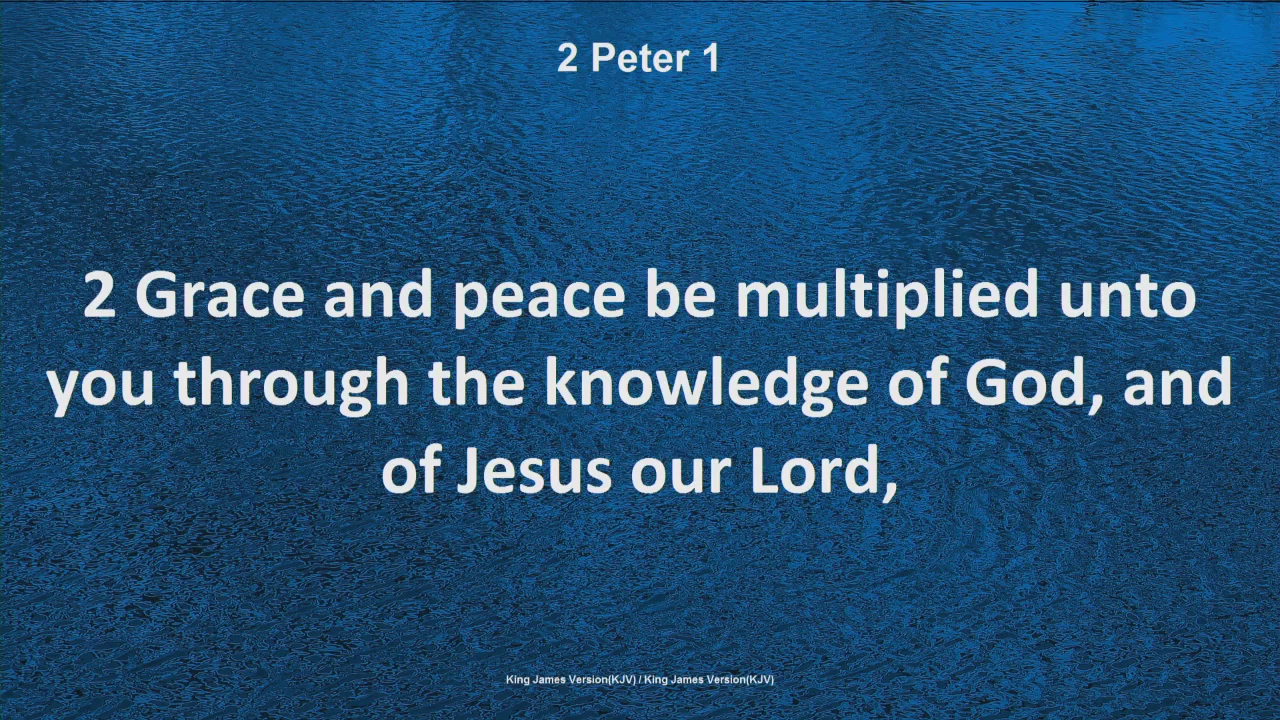 2 Peter 1
2 Grace and peace be multiplied unto
you through the knowledge of God, and
of Jesus our Lord,
King James Version(KJV) / King James Version(KJV)